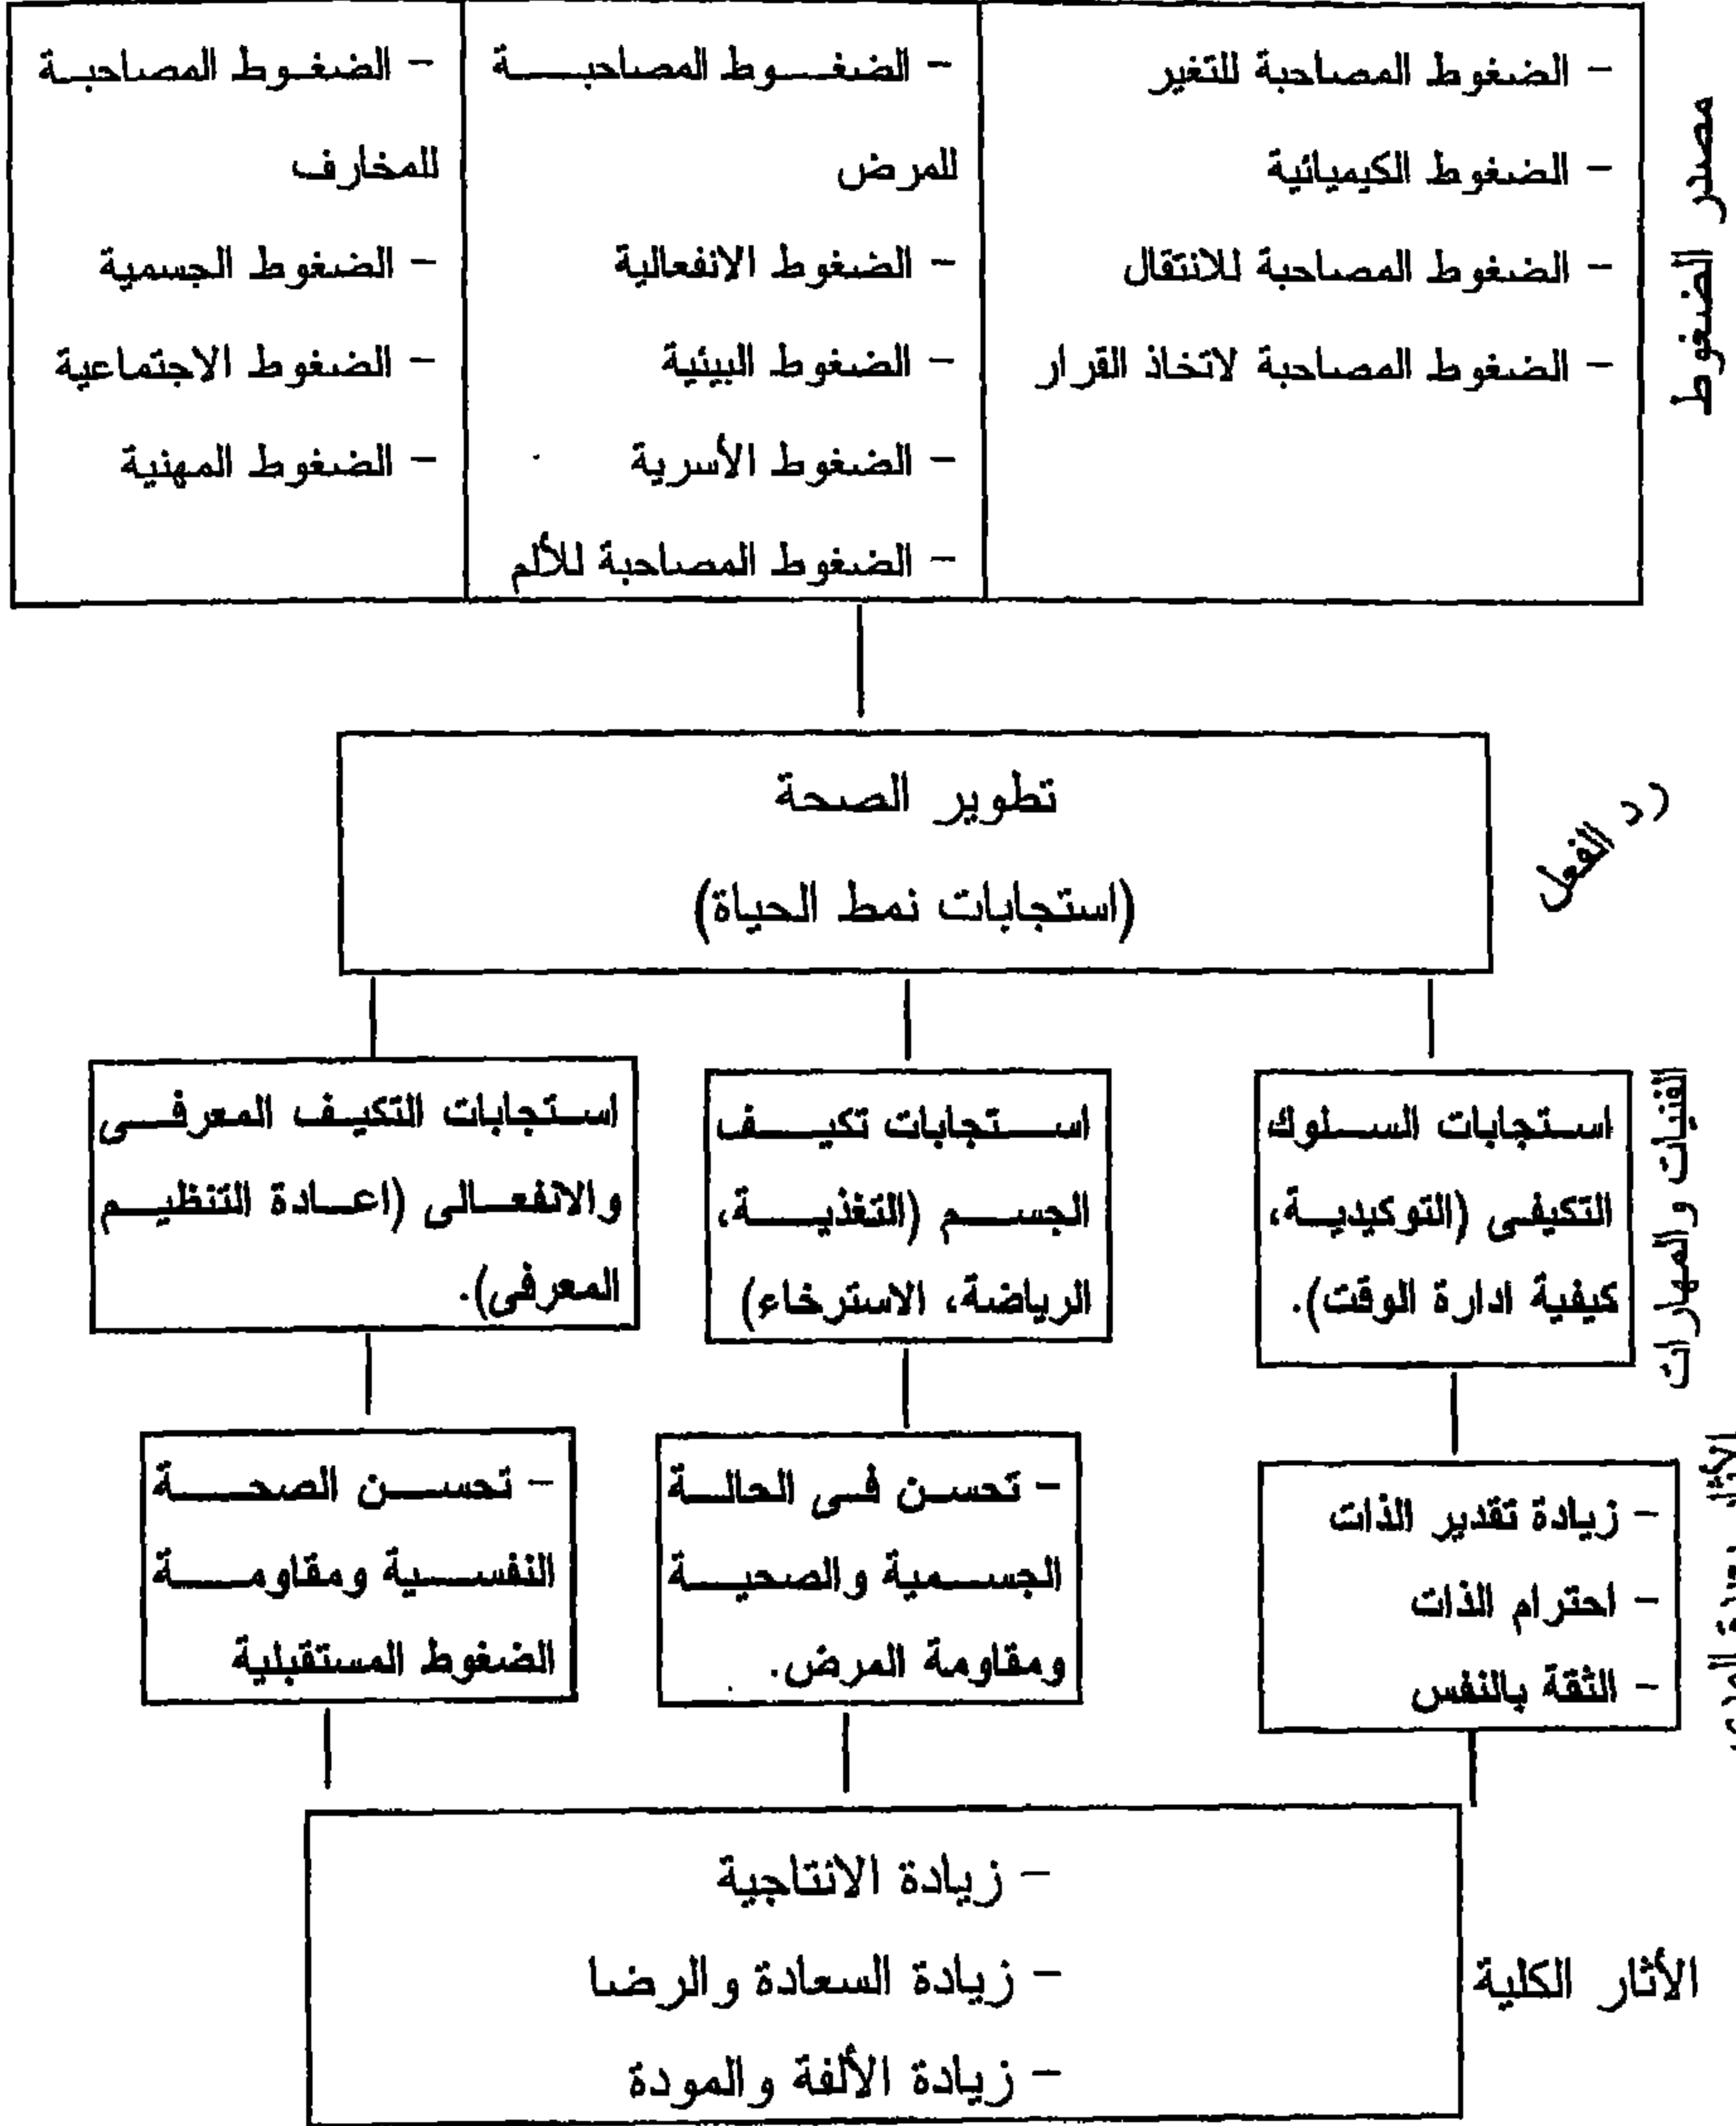 مصدر الضغوط
- الضغوط المصاحبة للتغير
- الضغوط الكيميائية
- الضغوط المصاحبة للانتقال
- الضغوط المصاحبة لاتخاذ القرار
- الضغوط المصاحبة
للمرض
- الضغوط الانفعالية
- الضغوط البيئية
- الضغوط الأسرية
- الضغوط المصاحبة للألم
- الضغوط المصاحبة
للمخارف
- الضغوط الجسمية
- الضغوط الاجتماعية
- الضغوط المهنية
رد الفعل
تطوير الصحة
(استجابات نمط الحياة)
الفنيات والمهارات
استجابات السلوك
التكيفى (التوكيدية،
كيفية ادارة الوقت).
استجابات تكيف
الجسم (التغذية،
الرياضة، الاسترخاء)
استجابات التكيف المعرفى
والانفعالى (اعادة التنظيم
المعرفى).
- زيادة تقدير الذات
- احترام الذات
- الثقة بالنفس
- تحسن فى الحالة
الجسمية والصحية
ومقاومة المرض.
- تحسن الصحة
النفسية ومقاومة
الضغوط المستقبلية
الأثار الكلية
- زيادة الانتاجية
- زيادة السعادة والرضا
- زيادة الألفة والمودة